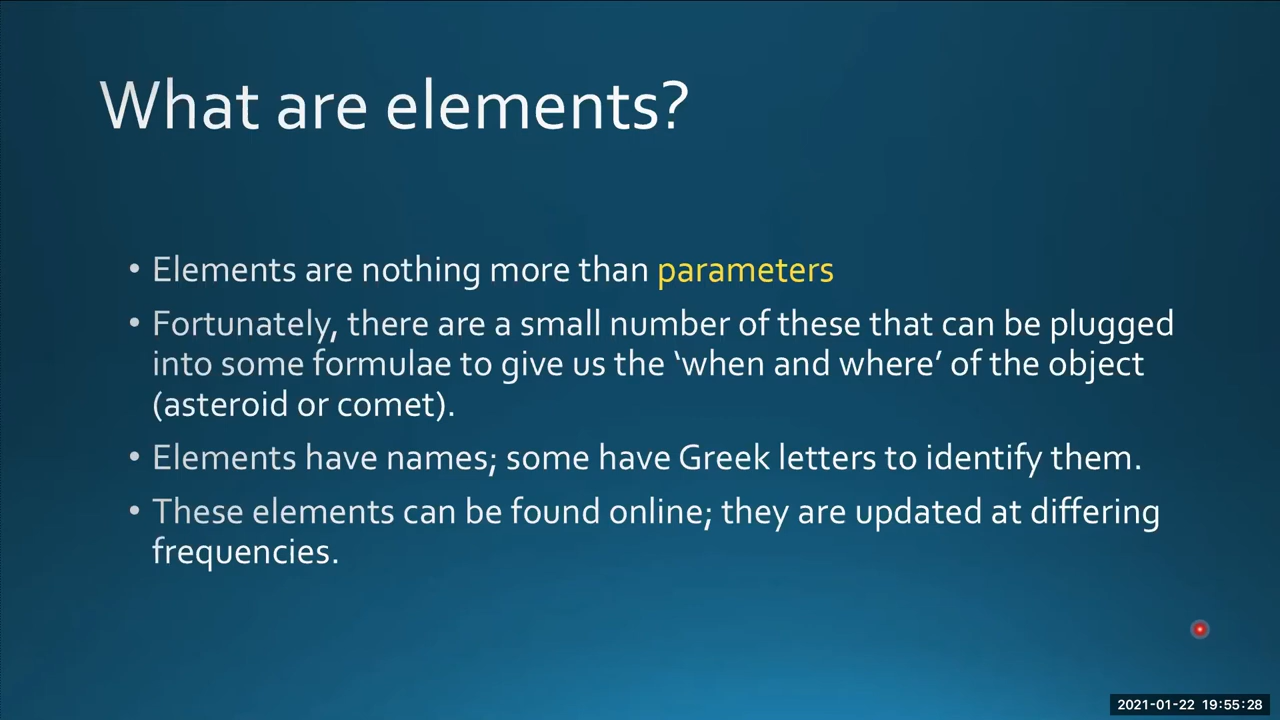 What are elements?
• Elements are nothing more than parameters
• Fortunately, there are a small number of these that can be plugged
into some formulae to give us the ‘when and where’ of the object
(asteroid or comet).
• Elements have names; some have Greek letters to identify them.
• These elements can be found online; they are updated at differing
frequencies.
2021-01-22 19:55:28